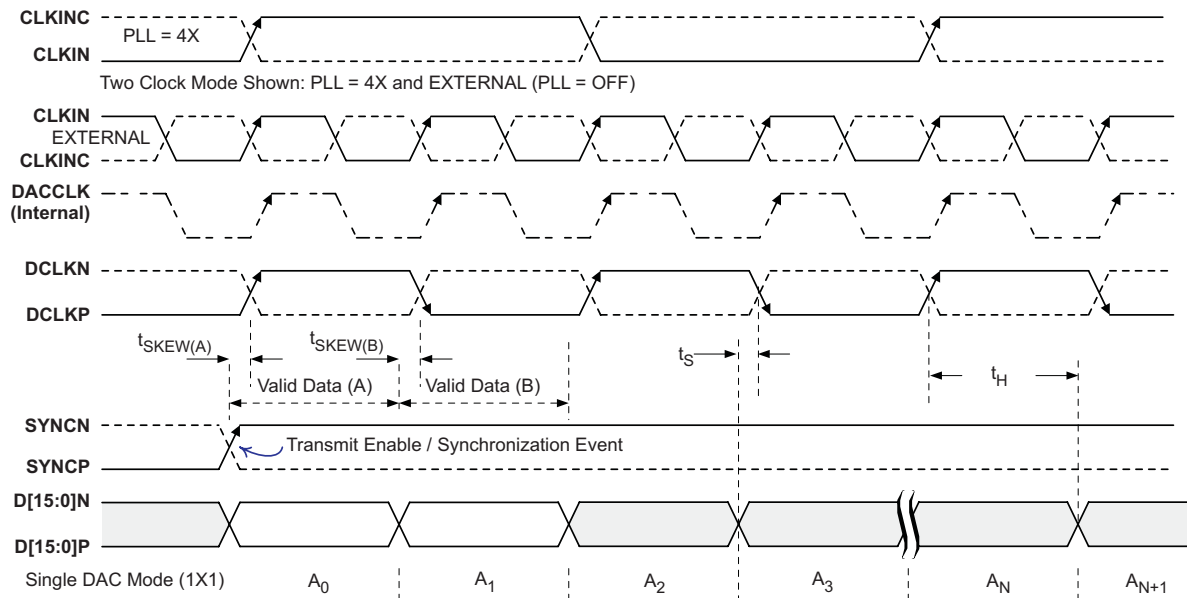 CLKINC
PLL = 4X
CLKIN
Two Clock Mode Shown: PLL = 4X and EXTERNAL (PLL = OFF)
CLKIN
EXTERNAL
CLKINC
DACCLK
(Internal)
DCLKN
DCLKP
tSKEW(A)
tSKEW(B)
tS
tH
Valid Data (A)
Valid Data (B)
SYNCN
Transmit Enable / Synchronization Event
SYNCP
D[15:0]N
D[15:0]P
Single DAC Mode (1X1) A0 A1 A2 A3 AN AN+1